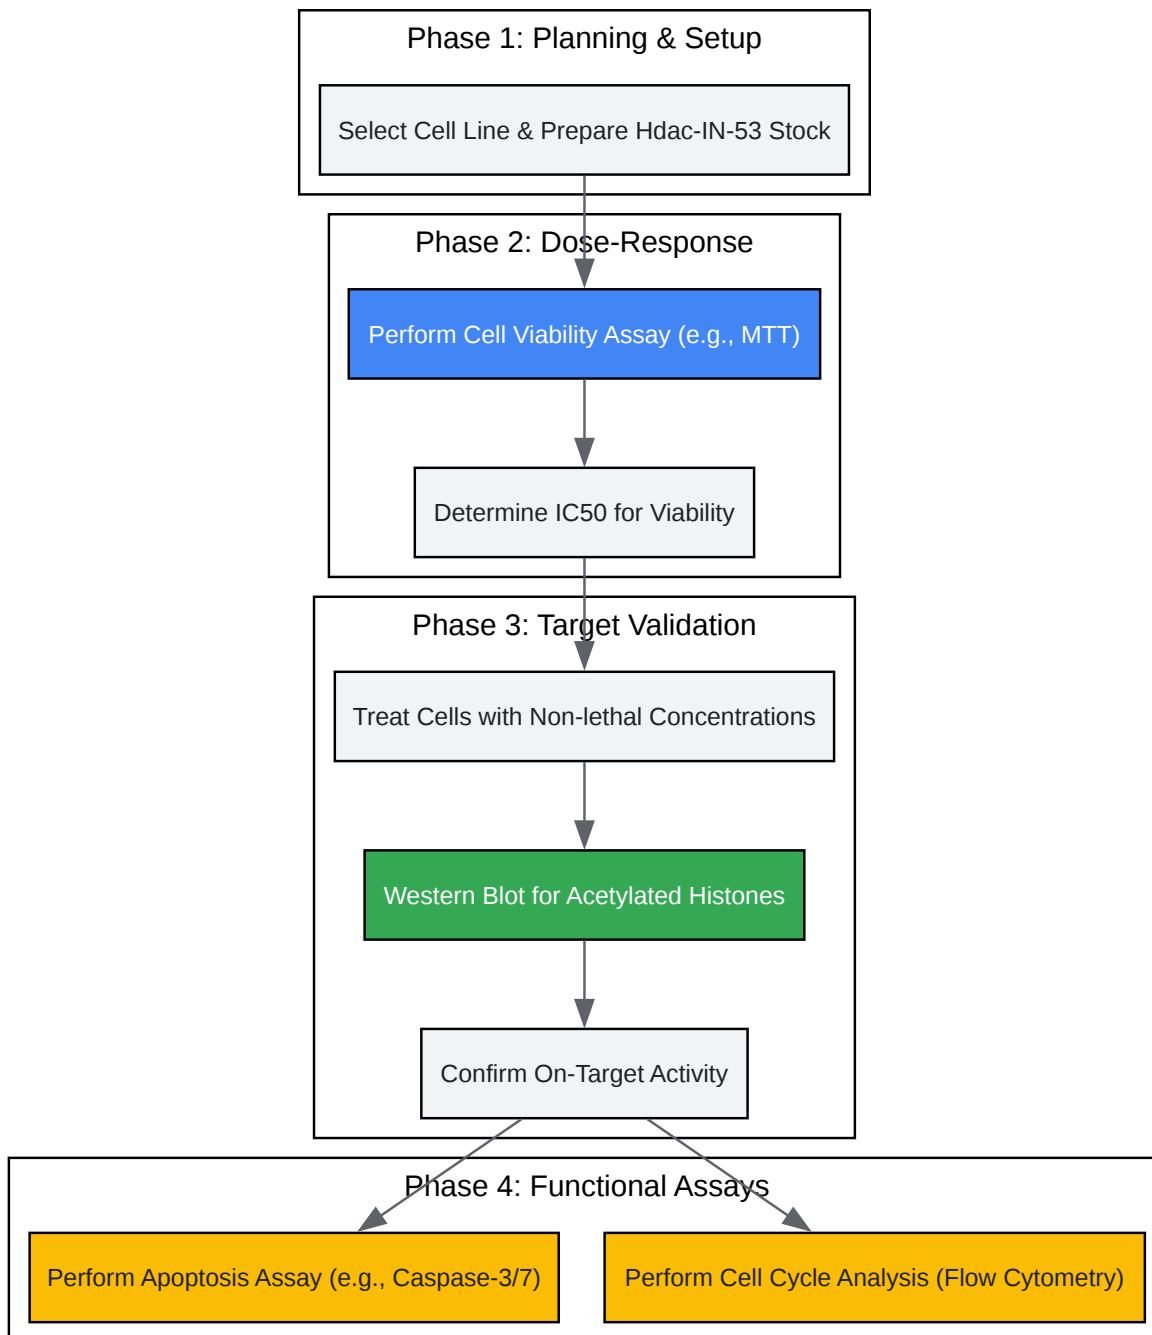 Phase 1: Planning & Setup
Select Cell Line & Prepare Hdac-IN-53 Stock
Phase 2: Dose-Response
Perform Cell Viability Assay (e.g., MTT)
Determine IC50 for Viability
Phase 3: Target Validation
Treat Cells with Non-lethal Concentrations
Western Blot for Acetylated Histones
Confirm On-Target Activity
Phase 4: Functional Assays
Perform Apoptosis Assay (e.g., Caspase-3/7)
Perform Cell Cycle Analysis (Flow Cytometry)